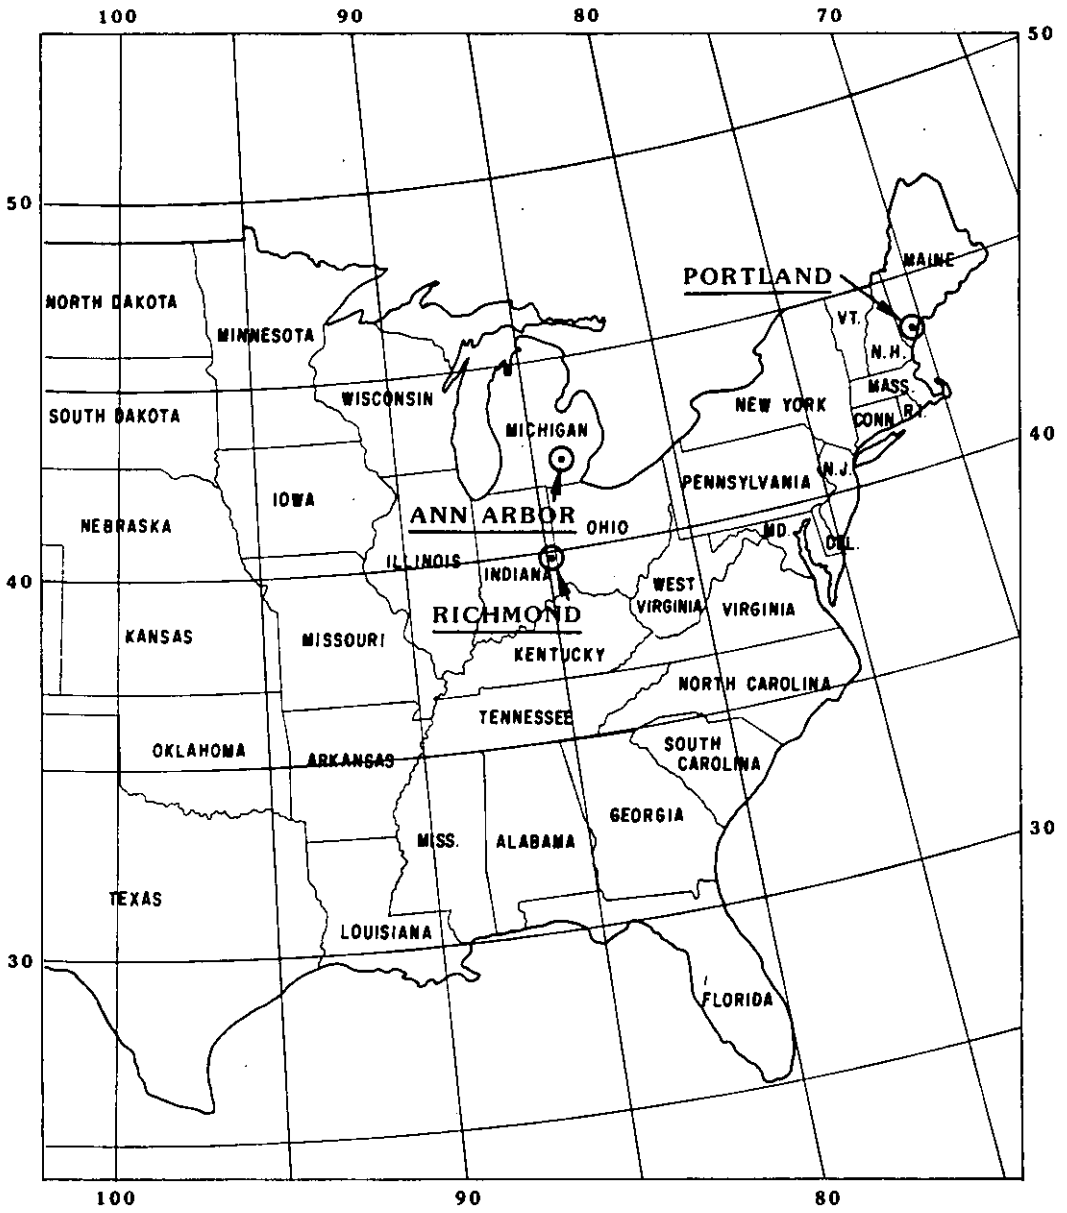 100 90 80 70
50
50
MAINE
PORTLAND
NORTH DAKOTA
VT.
MINNESOTA
N.H.
MASS.
WISCONSIN
NEW YORK
SOUTH DAKOTA
R.I.
CONN
MICHIGAN
40
N.J.
PENNSYLVANIA
IOWA
ANN ARBOR
OHIO
NEBRASKA
MD.
DEL.
ILLINOIS
INDIANA
40
WEST
VIRGINIA
VIRGINIA
RICHMOND
KANSAS
MISSOURI
KENTUCKY
NORTH CAROLINA
TENNESSEE
SOUTH
CAROLINA
OKLAHOMA
ARKANSAS
GEORGIA
30
MISS.
ALABAMA
TEXAS
LOUISIANA
30
FLORIDA
100 90 80